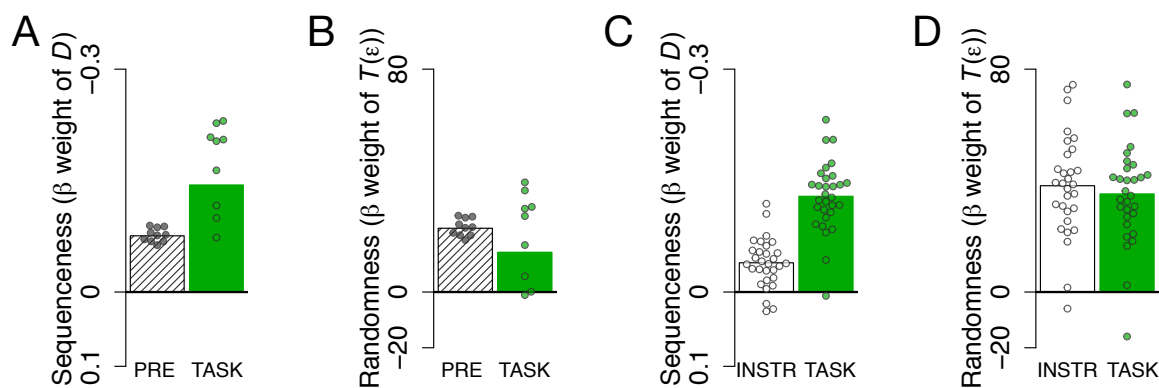 A
Sequenceness (β weight of D)
−0.3
0
0.1
PRE
TASK
B
Randomness (β weight of T(ε))
80
0
−20
PRE
TASK
C
Sequenceness (β weight of D)
−0.3
0
0.1
INSTR
TASK
D
Randomness (β weight of T(ε))
80
0
−20
INSTR
TASK